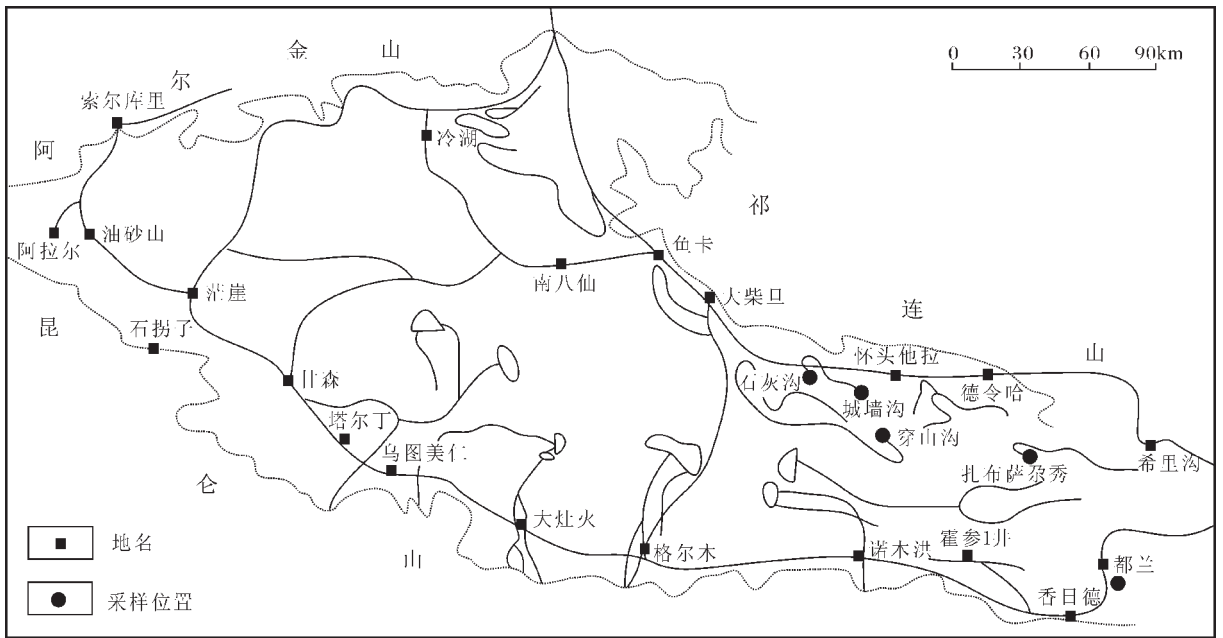 阿 尔 金 山
0 30 60 90km
索尔库里
冷湖
祁 连 山
阿拉尔
油砂山
鱼卡
南八仙
茫崖
大柴旦
昆 仑 山
石拐子
怀头他拉
石灰沟
德令哈
甘森
城墙沟
塔尔丁
穿山沟
乌图美仁
希里沟
扎布萨尕秀
大灶火
格尔木
诺木洪
霍参1井
都兰
香日德
地名
采样位置